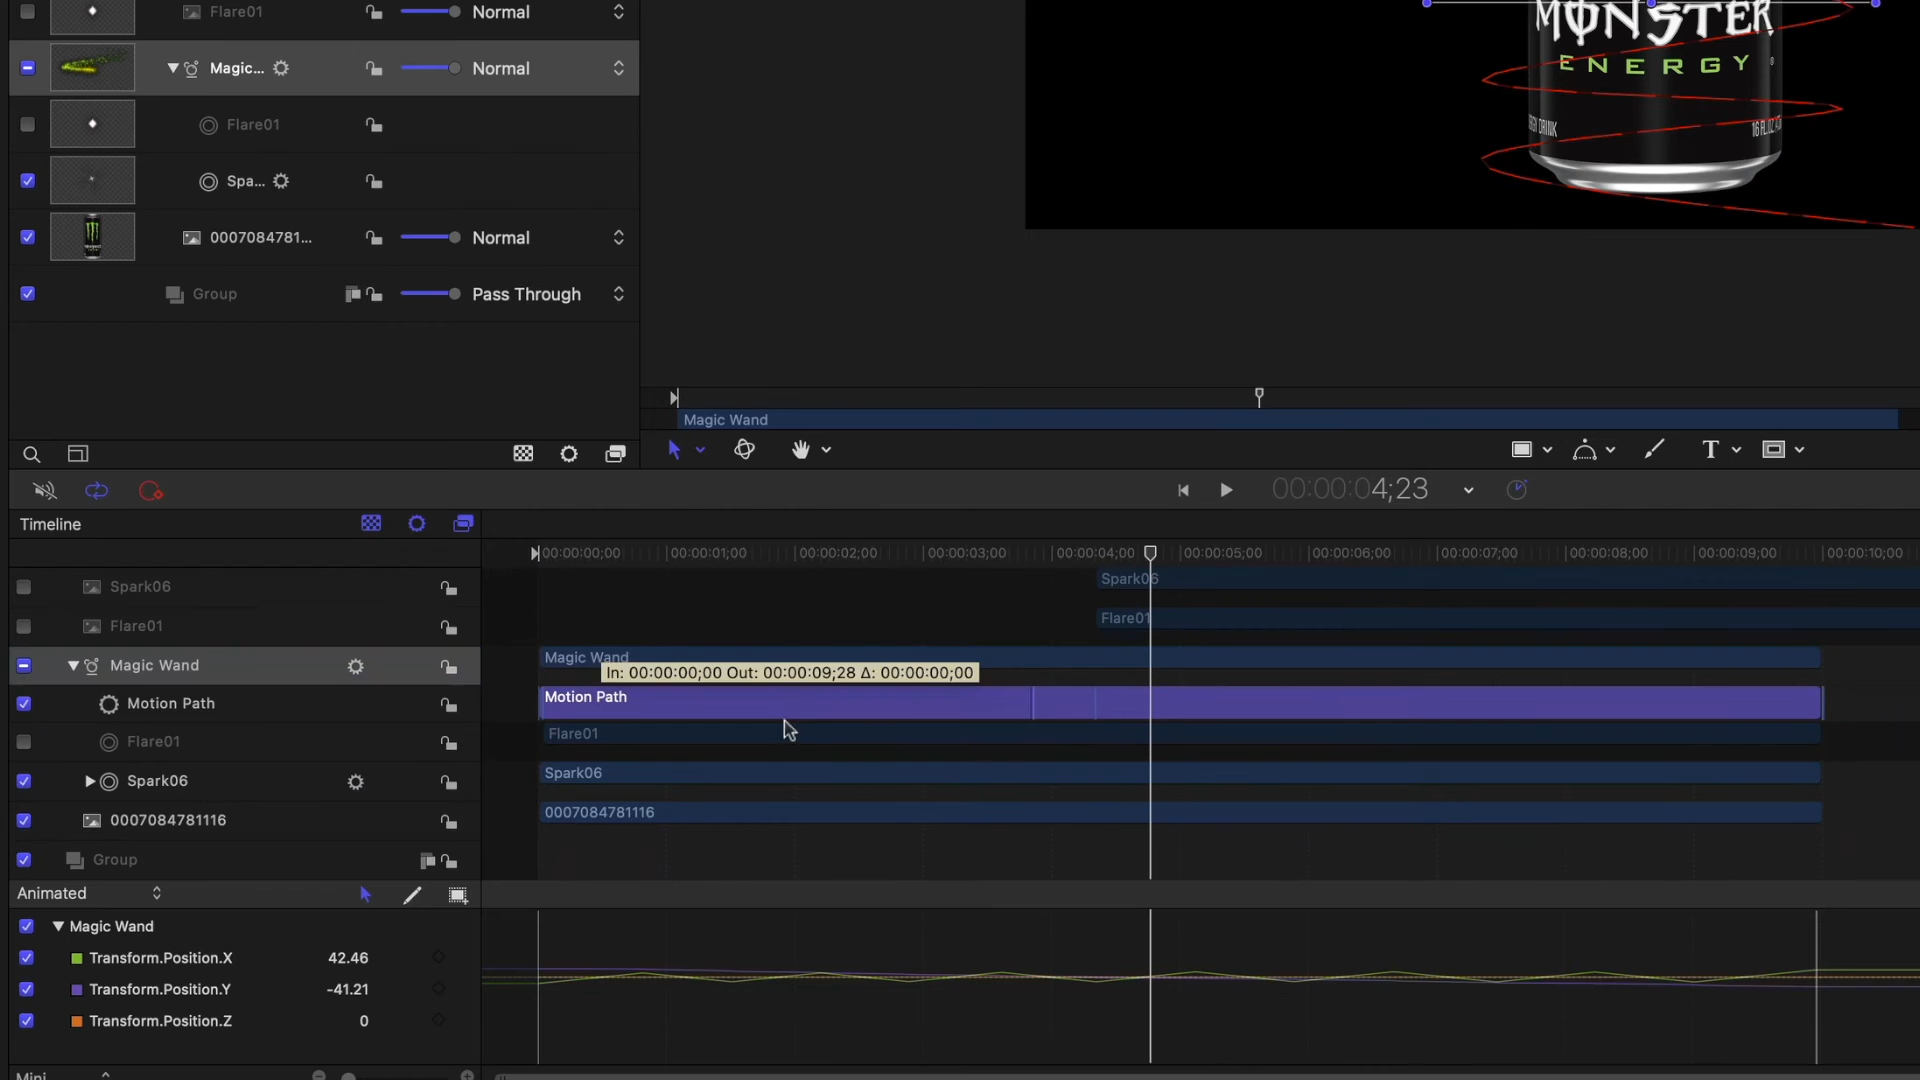 Flare01
Normal
Magic...
Normal
Flare01
Spa...
0007084781...
Normal
Group
Pass Through
MONSTER
ENERGY
16 FL.OZ
Magic Wand
T
00:00:04;23
Timeline
00:00:00;00
00:00:01;00
00:00:02;00
00:00:03;00
00:00:04;00
00:00:05;00
00:00:06;00
00:00:07;00
00:00:08;00
00:00:09;00
00:00:10;00
Spark06
Spark06
Flare01
Flare01
Magic Wand
Magic Wand
In: 00:00:00;00 Out: 00:00:09;28 Δ: 00:00:00;00
Motion Path
Motion Path
Flare01
Flare01
Spark06
Spark06
0007084781116
0007084781116
Group
Animated
Magic Wand
Transform.Position.X
42.46
Transform.Position.Y
-41.21
Transform.Position.Z
0
Mini